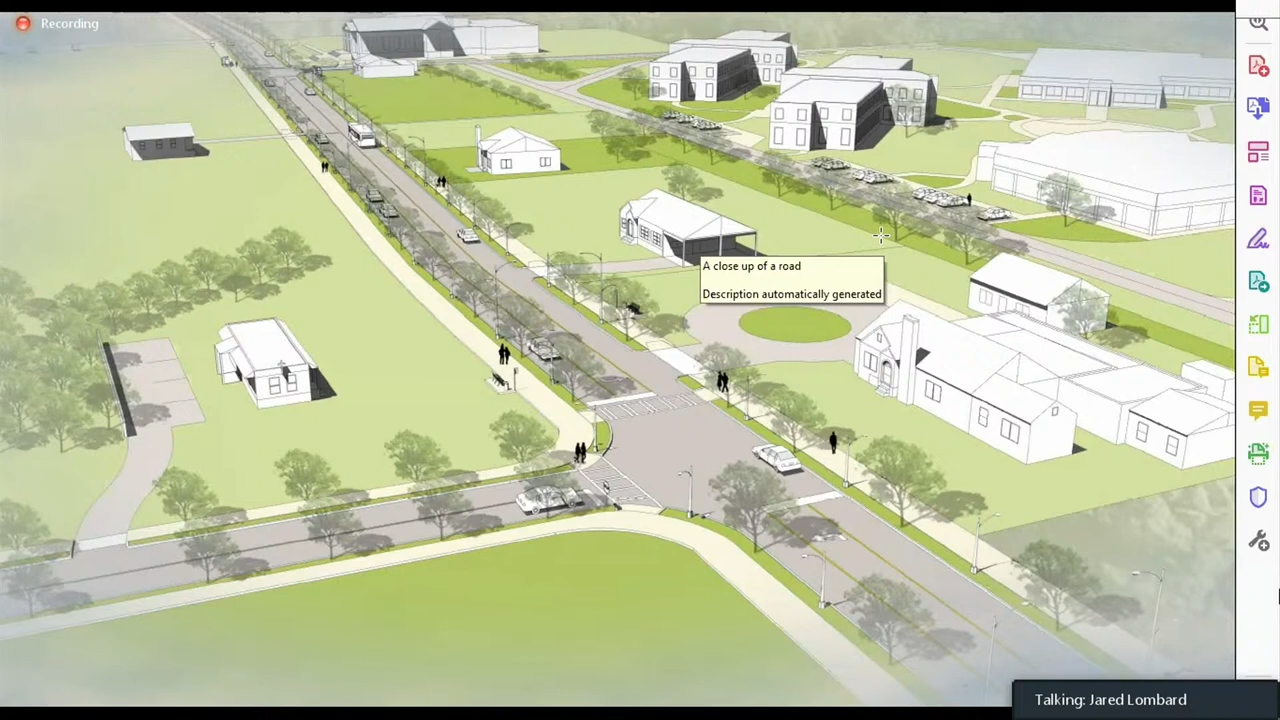 Recording
A close up of a road
Description automatically generated
Talking: Jared Lombard